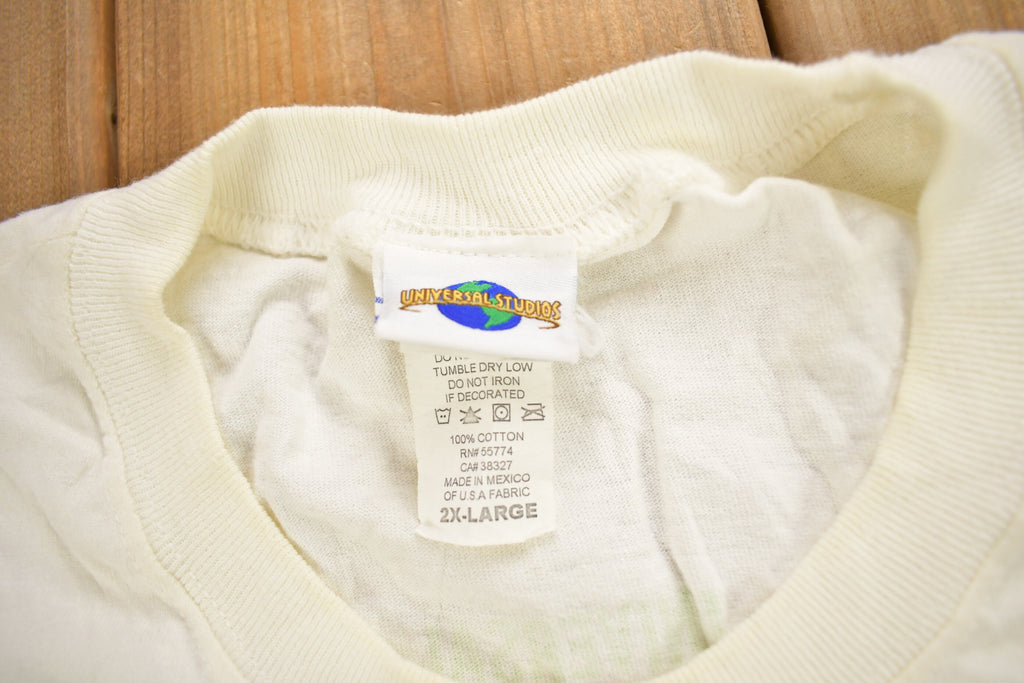 UNIVERSAL STUDIOS
DO
TUMBLE DRY LOW
DO NOT IRON
IF DECORATED
100% COTTON
RN# 55774
CA# 38327
MADE IN MEXICO
OF U.S.A FABRIC
2X-LARGE